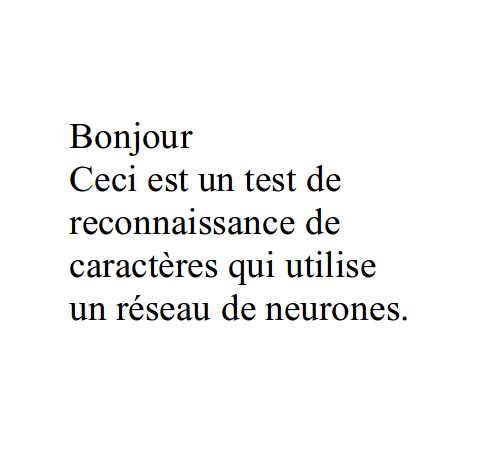 Bonjour
Ceci est un test de
reconnaissance de
caractères qui utilise
un réseau de neurones.